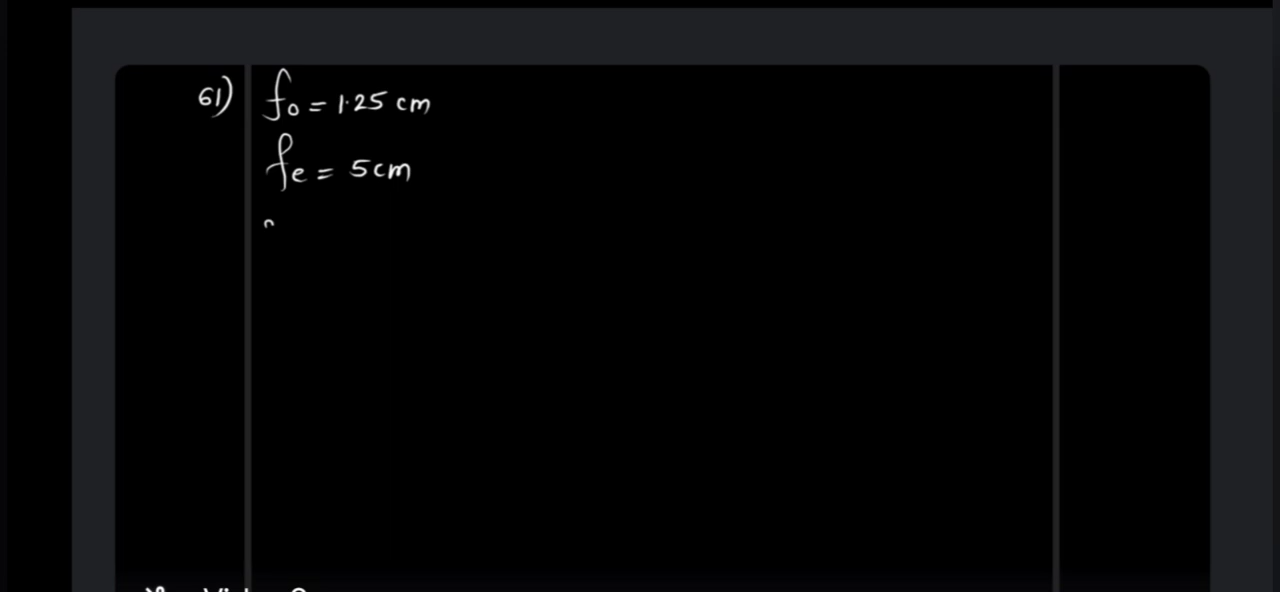 61) fo = 1.25 cm
fe = 5cm